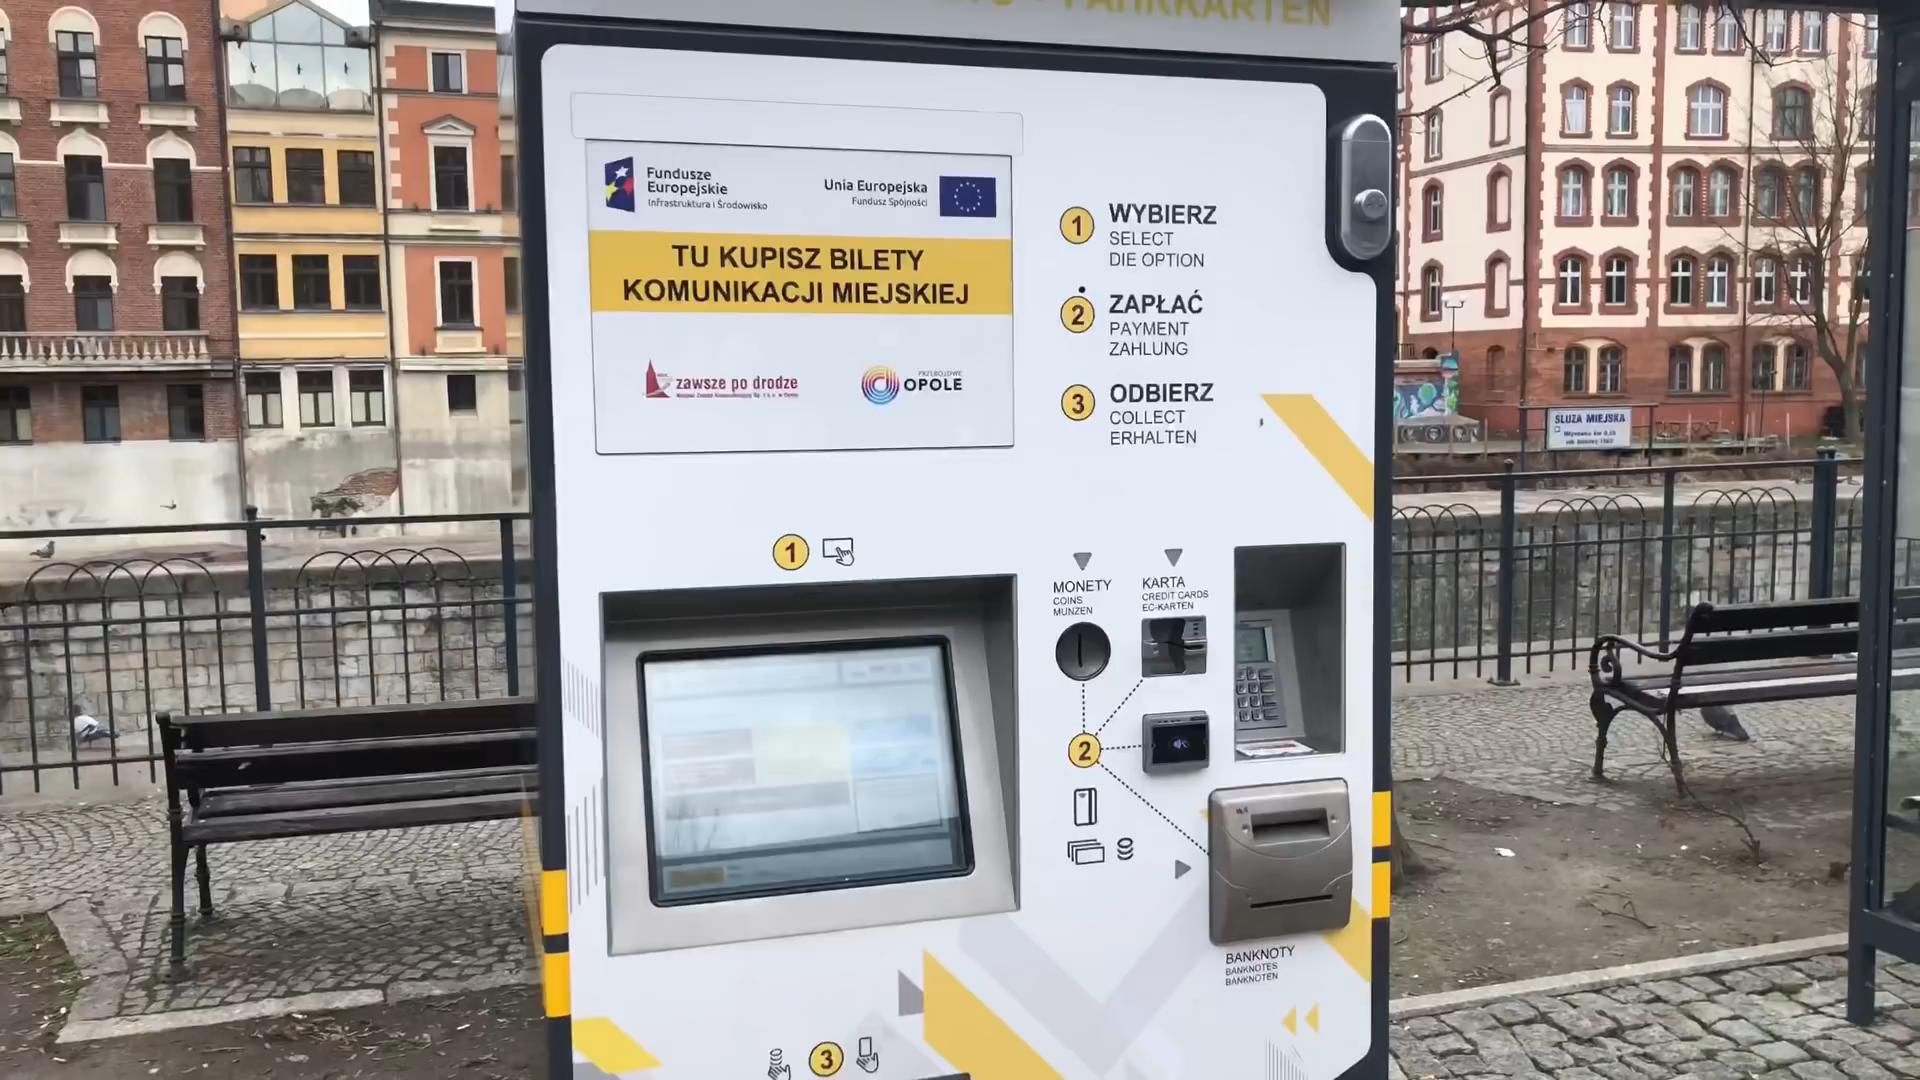 FAHRKARTEN
Fundusze
Europejskie
Infrastruktura i Środowisko
Unia Europejska
Fundusz Spójności
TU KUPISZ BILETY
KOMUNIKACJI MIEJSKIEJ
zawsze po drodze
PRZEBOJOWE
OPOLE
1 WYBIERZ
SELECT
DIE OPTION
2 ZAPŁAĆ
PAYMENT
ZAHLUNG
3 ODBIERZ
COLLECT
ERHALTEN
ŚLUZA MIEJSKA
1
MONETY
COINS
MUNZEN
KARTA
CREDIT CARDS
EC-KARTEN
2
BANKNOTY
BANKNOTES
BANKNOTEN
3